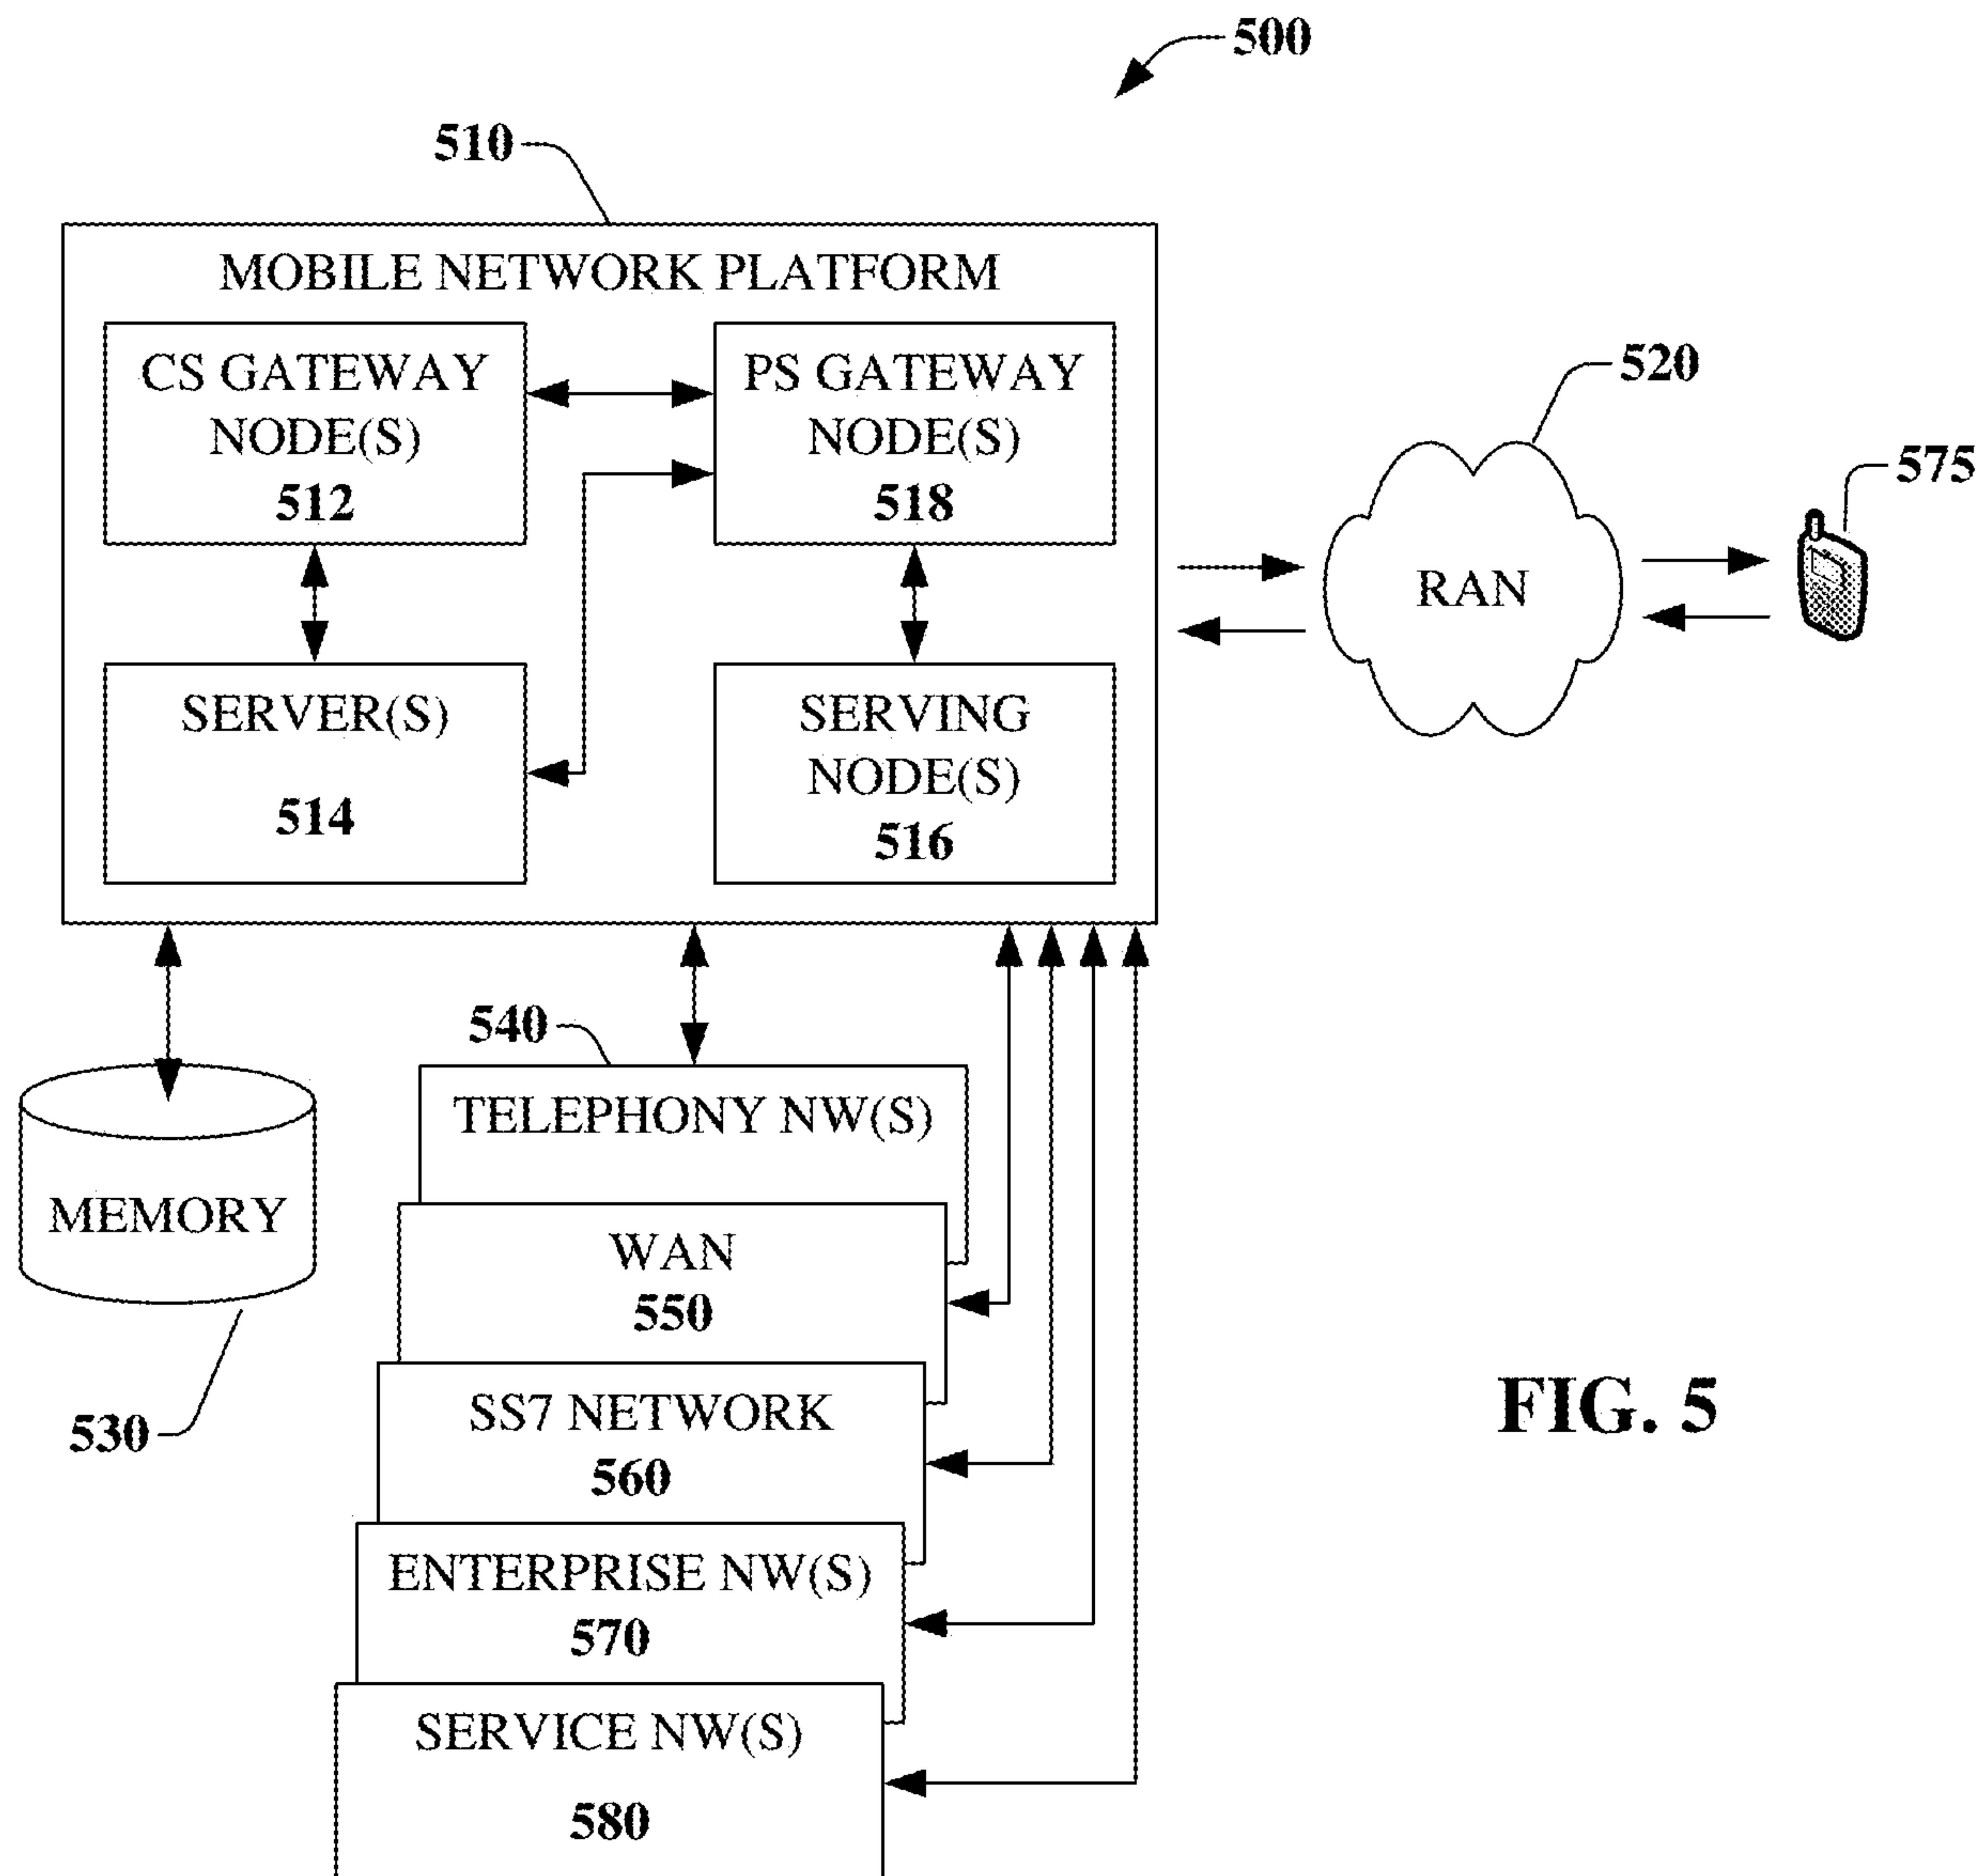 500
510
MOBILE NETWORK PLATFORM
CS GATEWAY
NODE(S)
512
PS GATEWAY
NODE(S)
518
SERVER(S)
514
SERVING
NODE(S)
516
520
RAN
575
540
TELEPHONY NW(S)
MEMORY
530
WAN
550
SS7 NETWORK
560
ENTERPRISE NW(S)
570
SERVICE NW(S)
580
FIG. 5